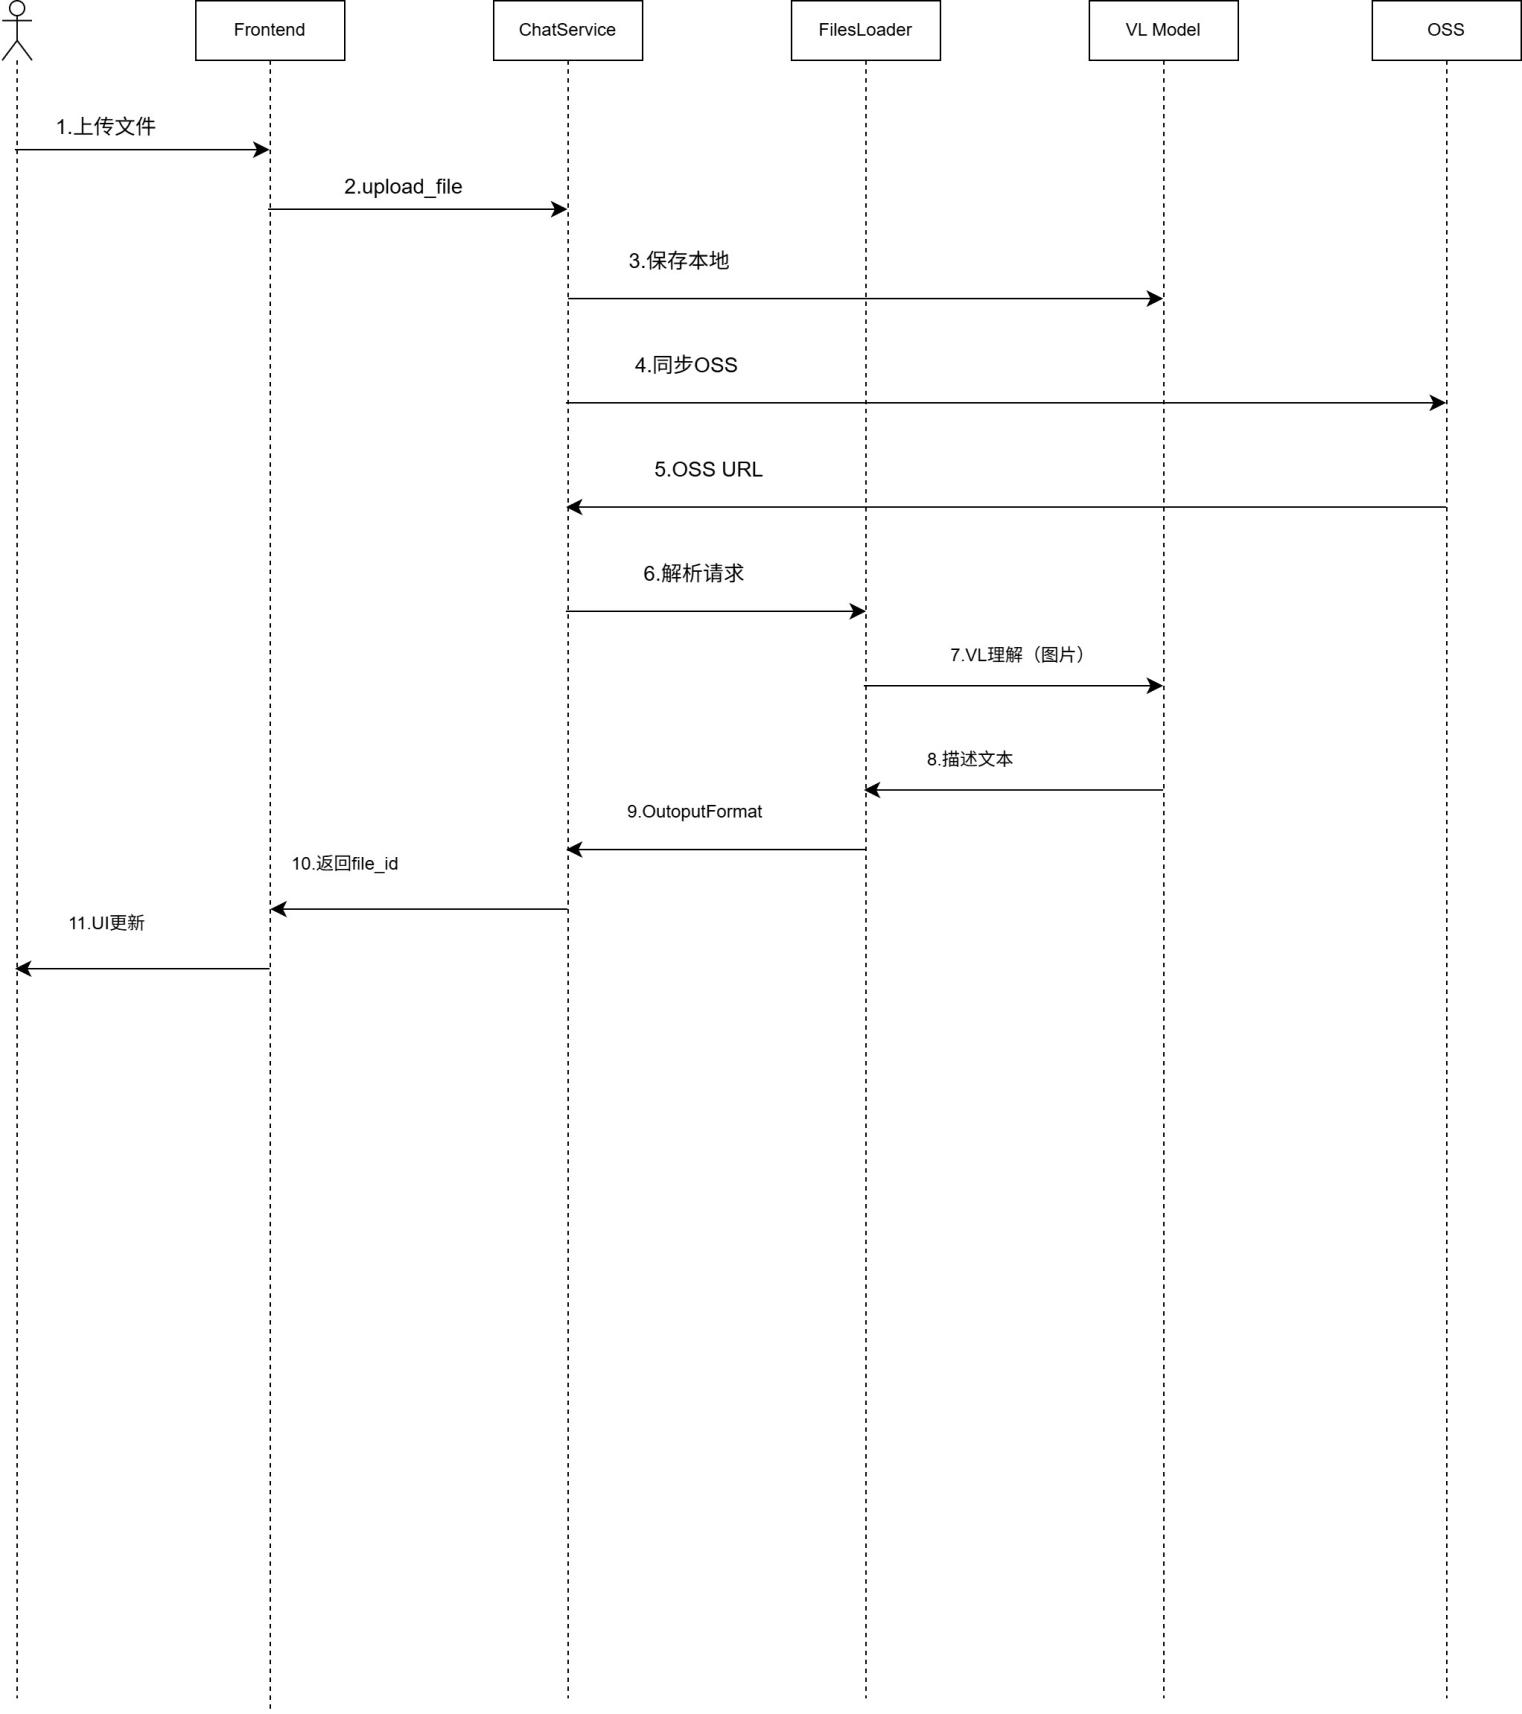 Frontend
ChatService
FilesLoader
VL Model
OSS
1.上传文件
2.upload_file
3.保存本地
4.同步OSS
5.OSS URL
6.解析请求
7.VL理解（图片）
8.描述文本
9.OutoputFormat
10.返回file_id
11.UI更新